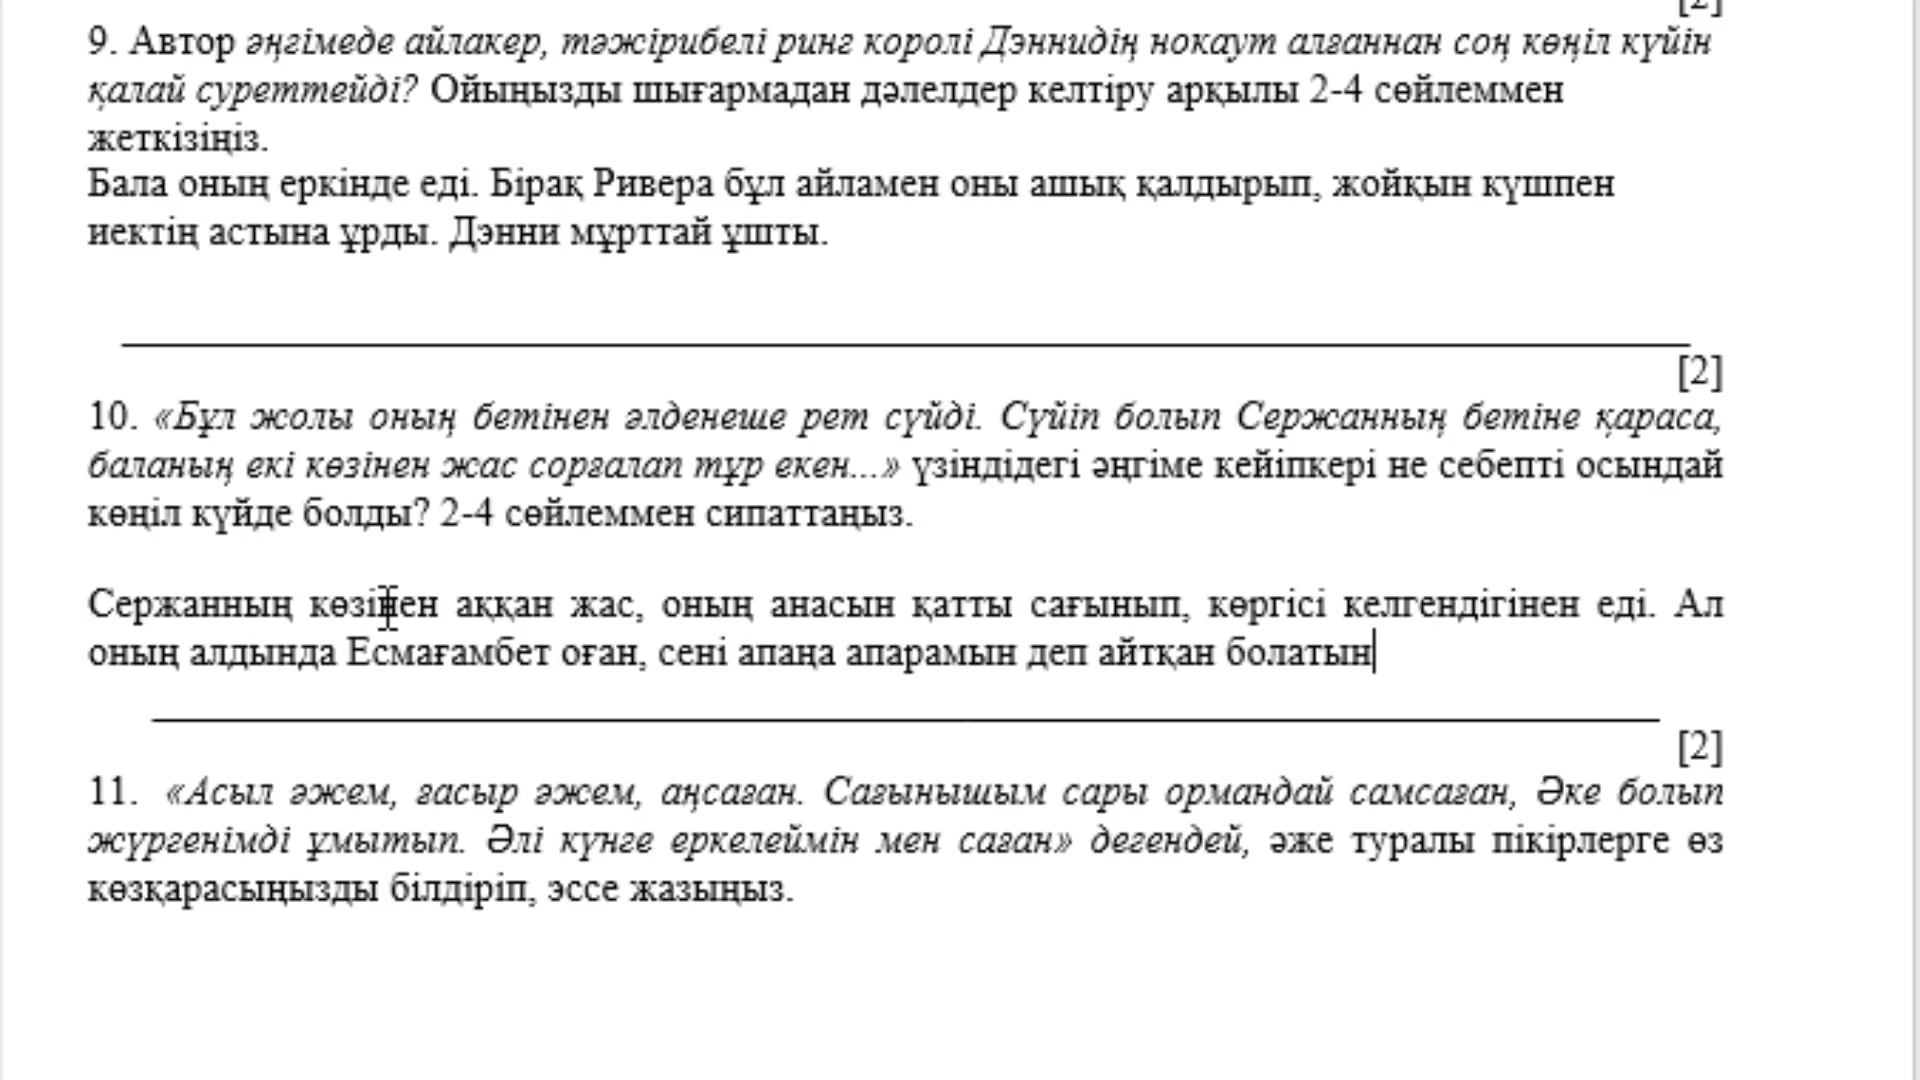 [2]
9. Автор әңгімеде айлакер, тәжірибелі ринг королі Дэннидің нокаут алғаннан соң көңіл күйін
қалай суреттейді? Ойыңызды шығармадан дәлелдер келтіру арқылы 2-4 сөйлеммен
жеткізіңіз.
Бала оның еркінде еді. Бірақ Ривера бұл айламен оны ашық қалдырып, жойқын күшпен
иектің астына ұрды. Дэнни мұрттай ұшты.
[2]
10. «Бұл жолы оның бетінен әлденеше рет сүйді. Сүйіп болып Сержанның бетіне қараса,
баланың екі көзінен жас сорғалап тұр екен...» үзіндідегі әңгіме кейіпкері не себепті осындай
көңіл күйде болды? 2-4 сөйлеммен сипаттаңыз.
Сержанның көзінен аққан жас, оның анасын қатты сағынып, көргісі келгендігінен еді. Ал
оның алдында Есмағамбет оған, сені апаңа апарамын деп айтқан болатын
[2]
11. «Асыл әжем, ғасыр әжем, аңсаған. Сағынышым сары ормандай самсаған, Әке болып
жүргенімді ұмытып. Әлі күнге еркелеймін мен саған» дегендей, әже туралы пікірлерге өз
көзқарасыңызды білдіріп, эссе жазыңыз.